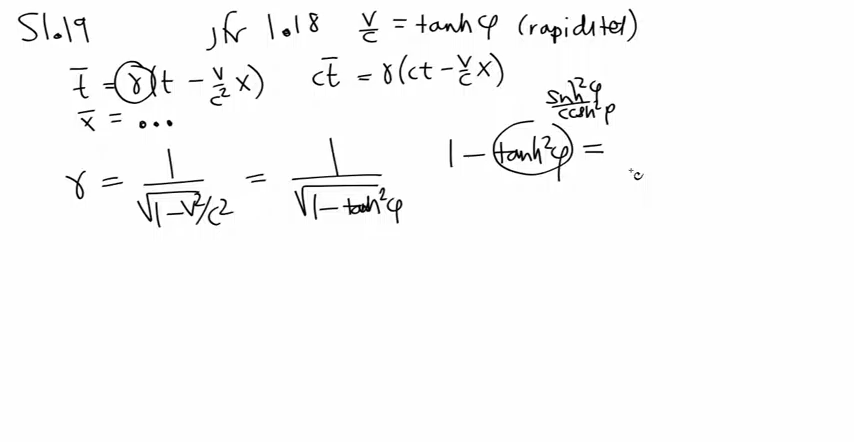 S1.19 jfr 1.18 v/c = tanh φ (rapiditet)
t̄ = γ(t − v/c² x) ct̄ = γ(ct − v/c x)
x̄ = ...
sinh²φ/cosh²φ
γ = 1/√(1−v²/c²) = 1/√(1−tanh²φ) 1 − tanh²φ =